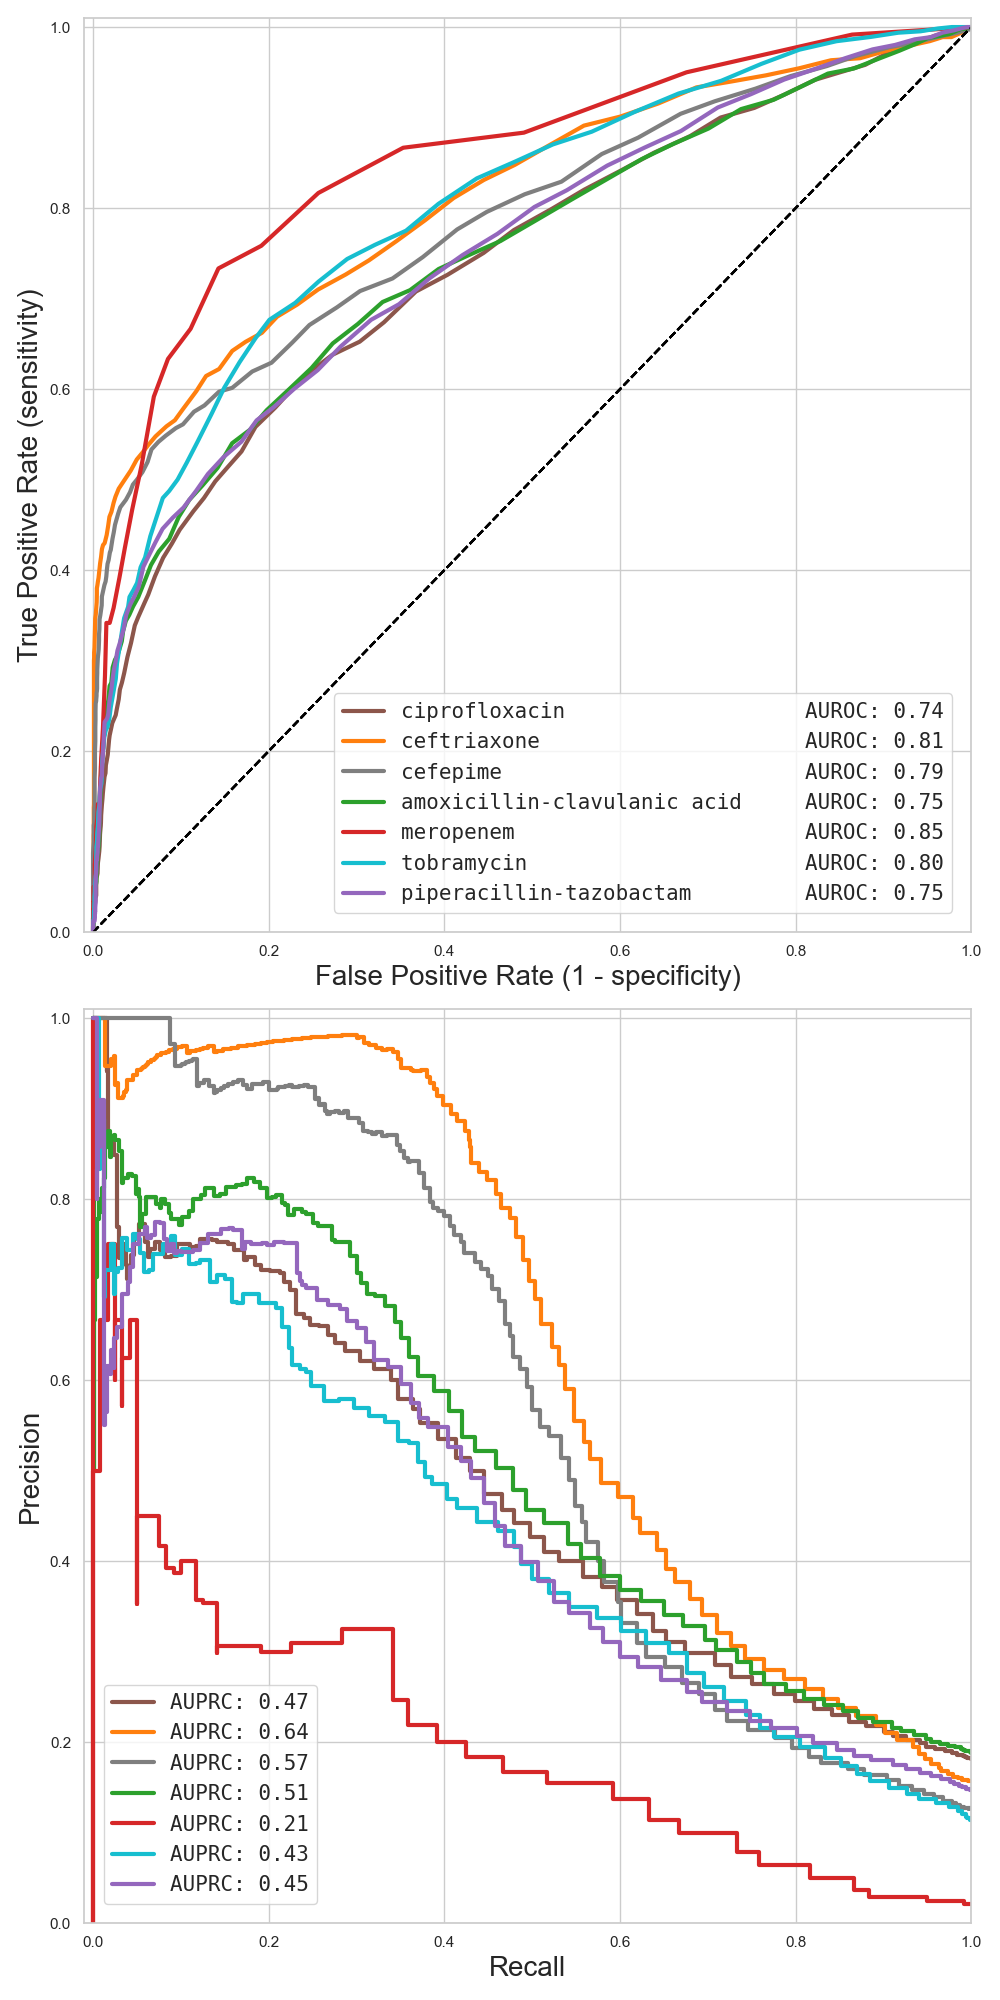 1.0
0.8
0.6
0.4
0.2
0.0
True Positive Rate (sensitivity)
ciprofloxacin AUROC: 0.74
ceftriaxone AUROC: 0.81
cefepime AUROC: 0.79
amoxicillin-clavulanic acid AUROC: 0.75
meropenem AUROC: 0.85
tobramycin AUROC: 0.80
piperacillin-tazobactam AUROC: 0.75
0.0 0.2 0.4 0.6 0.8 1.0
False Positive Rate (1 - specificity)
1.0
0.8
0.6
0.4
0.2
0.0
Precision
AUPRC: 0.47
AUPRC: 0.64
AUPRC: 0.57
AUPRC: 0.51
AUPRC: 0.21
AUPRC: 0.43
AUPRC: 0.45
0.0 0.2 0.4 0.6 0.8 1.0
Recall